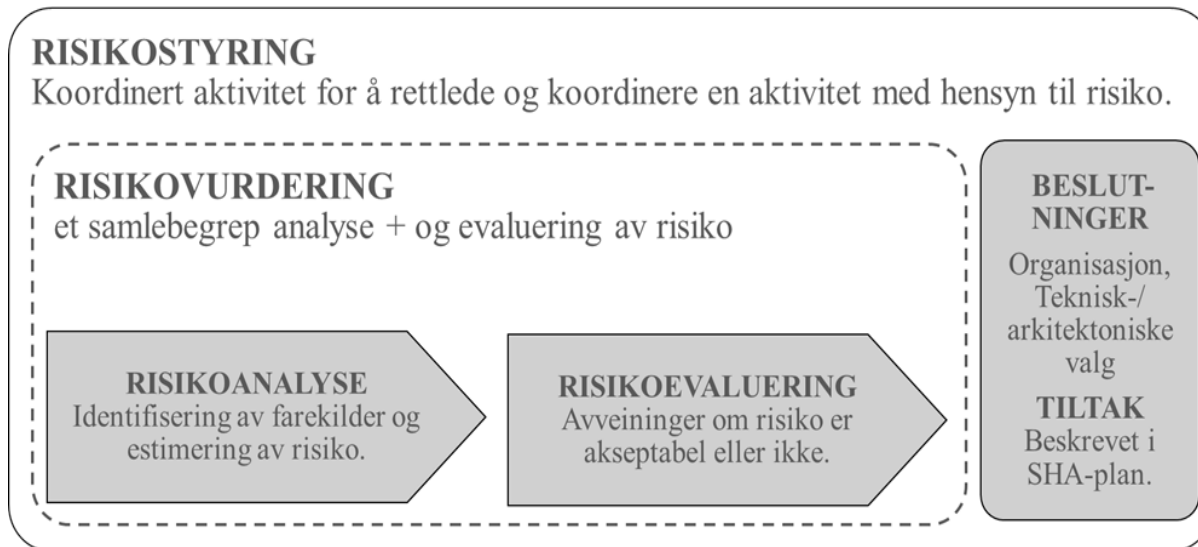 RISIKOSTYRING
Koordinert aktivitet for å rettlede og koordinere en aktivitet med hensyn til risiko.
RISIKOVURDERING
et samlebegrep analyse + og evaluering av risiko
RISIKOANALYSE
Identifisering av farekilder og
estimering av risiko.
RISIKOEVALUERING
Avveininger om risiko er
akseptabel eller ikke.
BESLUT-
NINGER
Organisasjon,
Teknisk-/
arkitektoniske
valg
TILTAK
Beskrevet i
SHA-plan.